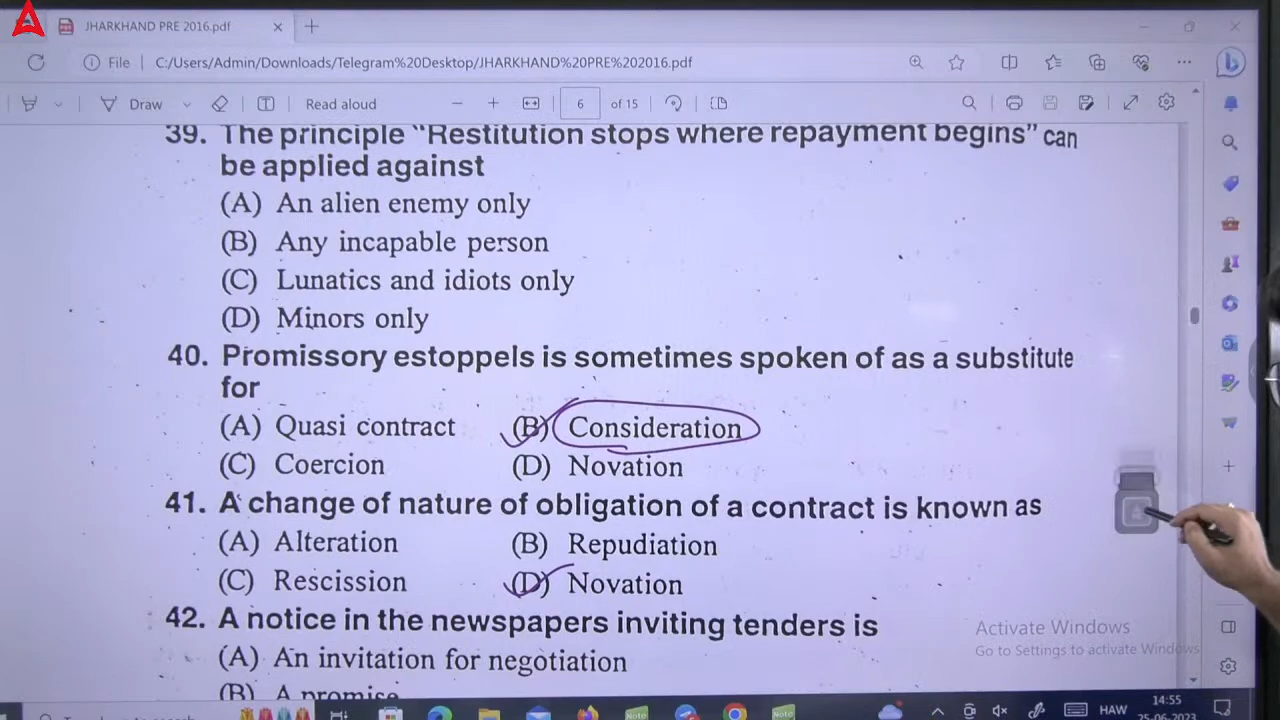 JHARKHAND PRE 2016.pdf
File C:/Users/Admin/Downloads/Telegram%20Desktop/JHARKHAND%20PRE%202016.pdf
Draw Read aloud 6 of 15
39. The principle "Restitution stops where repayment begins" can
be applied against
(A) An alien enemy only
(B) Any incapable person
(C) Lunatics and idiots only
(D) Minors only
40. Promissory estoppels is sometimes spoken of as a substitute
for
(A) Quasi contract (B) Consideration
(C) Coercion (D) Novation
41. A change of nature of obligation of a contract is known as
(A) Alteration (B) Repudiation
(C) Rescission (D) Novation
42. A notice in the newspapers inviting tenders is
(A) An invitation for negotiation
(B) A promise
Activate Windows
Go to Settings to activate Windows
14:55
HAW
25-06-2023